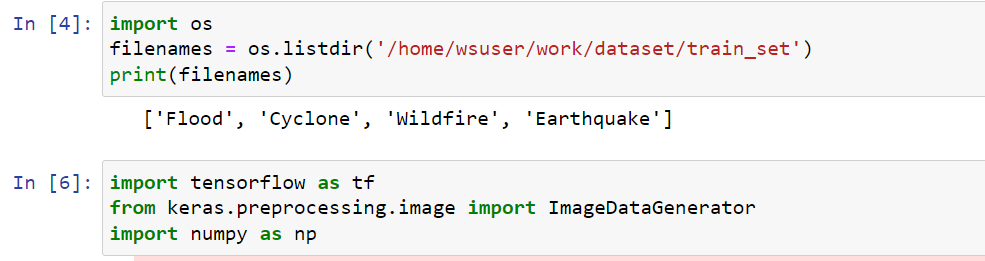 In [4]: import os
filenames = os.listdir('/home/wsuser/work/dataset/train_set')
print(filenames)
['Flood', 'Cyclone', 'Wildfire', 'Earthquake']
In [6]: import tensorflow as tf
from keras.preprocessing.image import ImageDataGenerator
import numpy as np